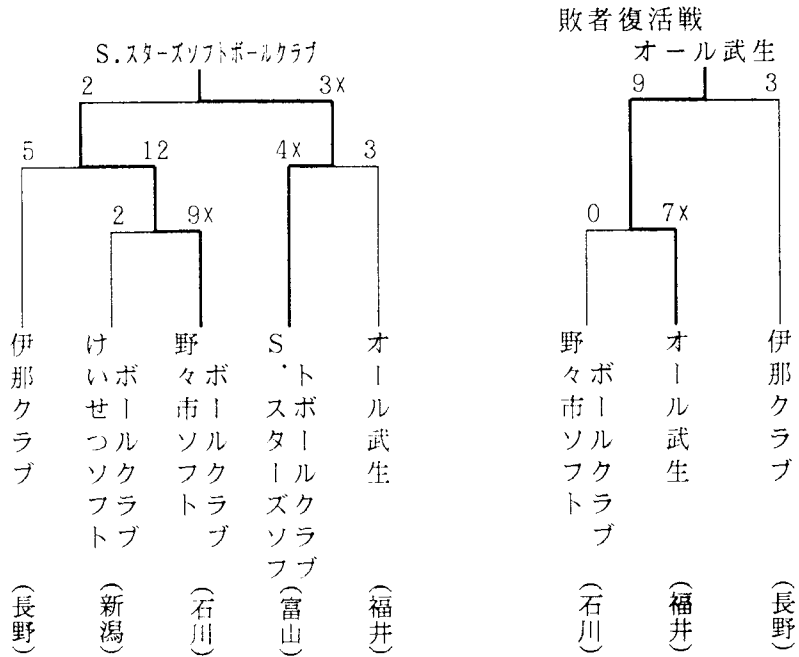 敗者復活戦
S.スターズソフトボールクラブ
オール武生
2 3x
9 3
5 12 4x 3
2 9x
0 7x
伊那クラブ
(長野)
けいせつソフト
ボールクラブ
(新潟)
野々市ソフト
ボールクラブ
(石川)
S.スターズソフ
トボールクラブ
(富山)
オール武生
(福井)
野々市ソフト
ボールクラブ
(石川)
オール武生
(福井)
伊那クラブ
(長野)